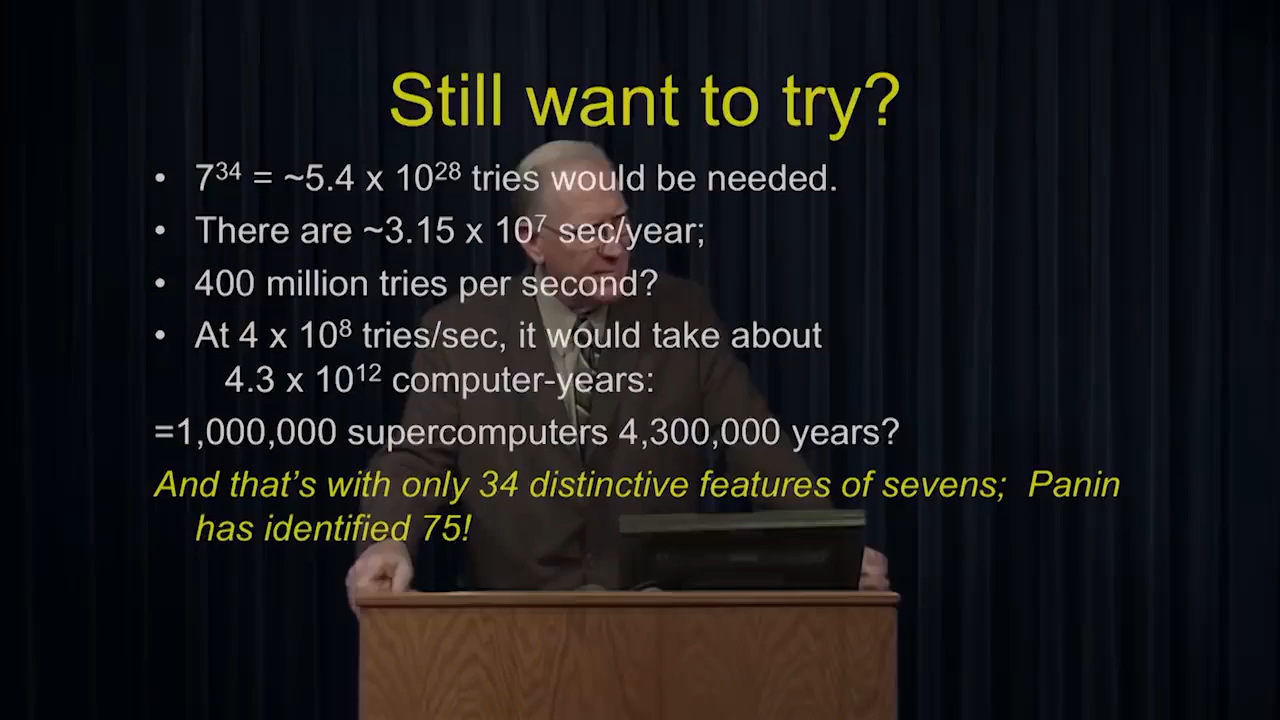 Still want to try?
• 7³⁴ = ~5.4 x 10²⁸ tries would be needed.
• There are ~3.15 x 10⁷ sec/year;
• 400 million tries per second?
• At 4 x 10⁸ tries/sec, it would take about
4.3 x 10¹² computer-years:
=1,000,000 supercomputers 4,300,000 years?
And that’s with only 34 distinctive features of sevens; Panin
has identified 75!